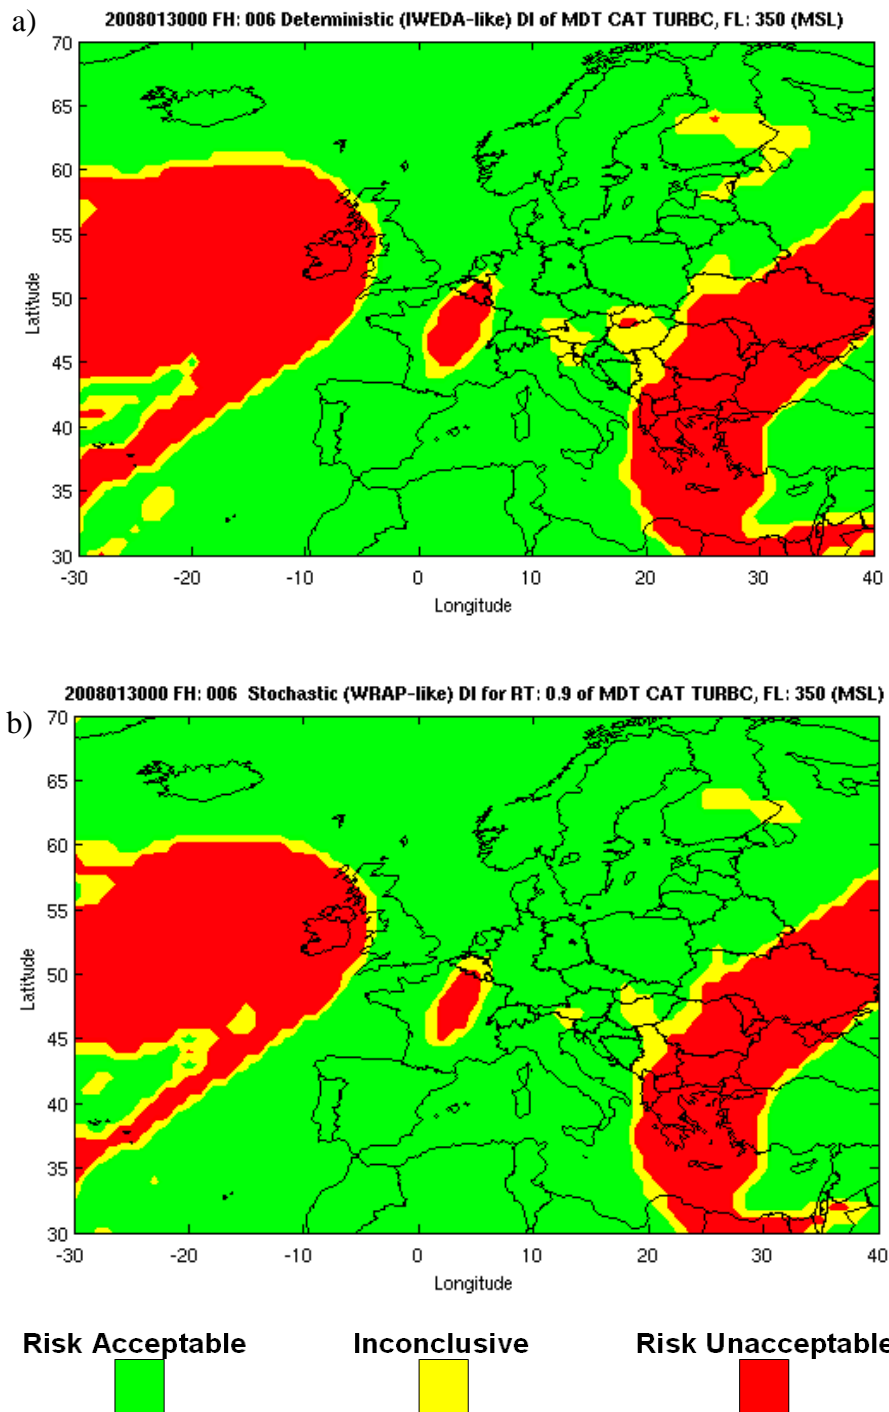 a)
2008013000 FH: 006 Deterministic (IWEDA-like) DI of MDT CAT TURBC, FL: 350 (MSL)
70
65
60
55
50
45
40
35
30
Latitude
-30 -20 -10 0 10 20 30 40
Longitude
b)
2008013000 FH: 006 Stochastic (WRAP-like) DI for RT: 0.9 of MDT CAT TURBC, FL: 350 (MSL)
70
65
60
55
50
45
40
35
30
Latitude
-30 -20 -10 0 10 20 30 40
Longitude
Risk Acceptable Inconclusive Risk Unacceptable